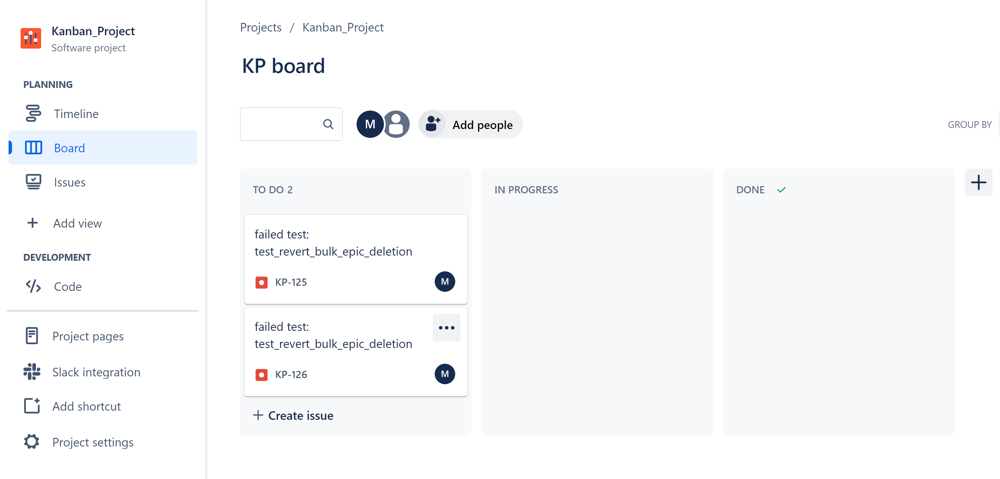 Kanban_Project
Software project
PLANNING
Timeline
Board
Issues
Add view
DEVELOPMENT
Code
Project pages
Slack integration
Add shortcut
Project settings
Projects / Kanban_Project
KP board
M
Add people
GROUP BY
TO DO 2
failed test:
test_revert_bulk_epic_deletion
KP-125
M
failed test:
test_revert_bulk_epic_deletion
KP-126
M
Create issue
IN PROGRESS
DONE